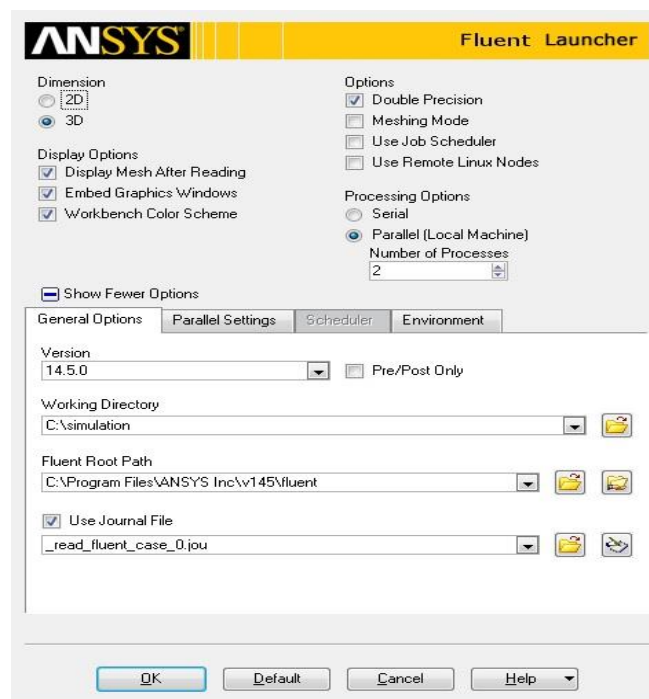 ANSYS
Fluent Launcher
Dimension
2D
3D
Display Options
Display Mesh After Reading
Embed Graphics Windows
Workbench Color Scheme
Options
Double Precision
Meshing Mode
Use Job Scheduler
Use Remote Linux Nodes
Processing Options
Serial
Parallel (Local Machine)
Number of Processes
2
Show Fewer Options
General Options
Parallel Settings
Scheduler
Environment
Version
14.5.0
Pre/Post Only
Working Directory
C:\simulation
Fluent Root Path
C:\Program Files\ANSYS Inc\v145\fluent
Use Journal File
_read_fluent_case_0.jou
OK
Default
Cancel
Help